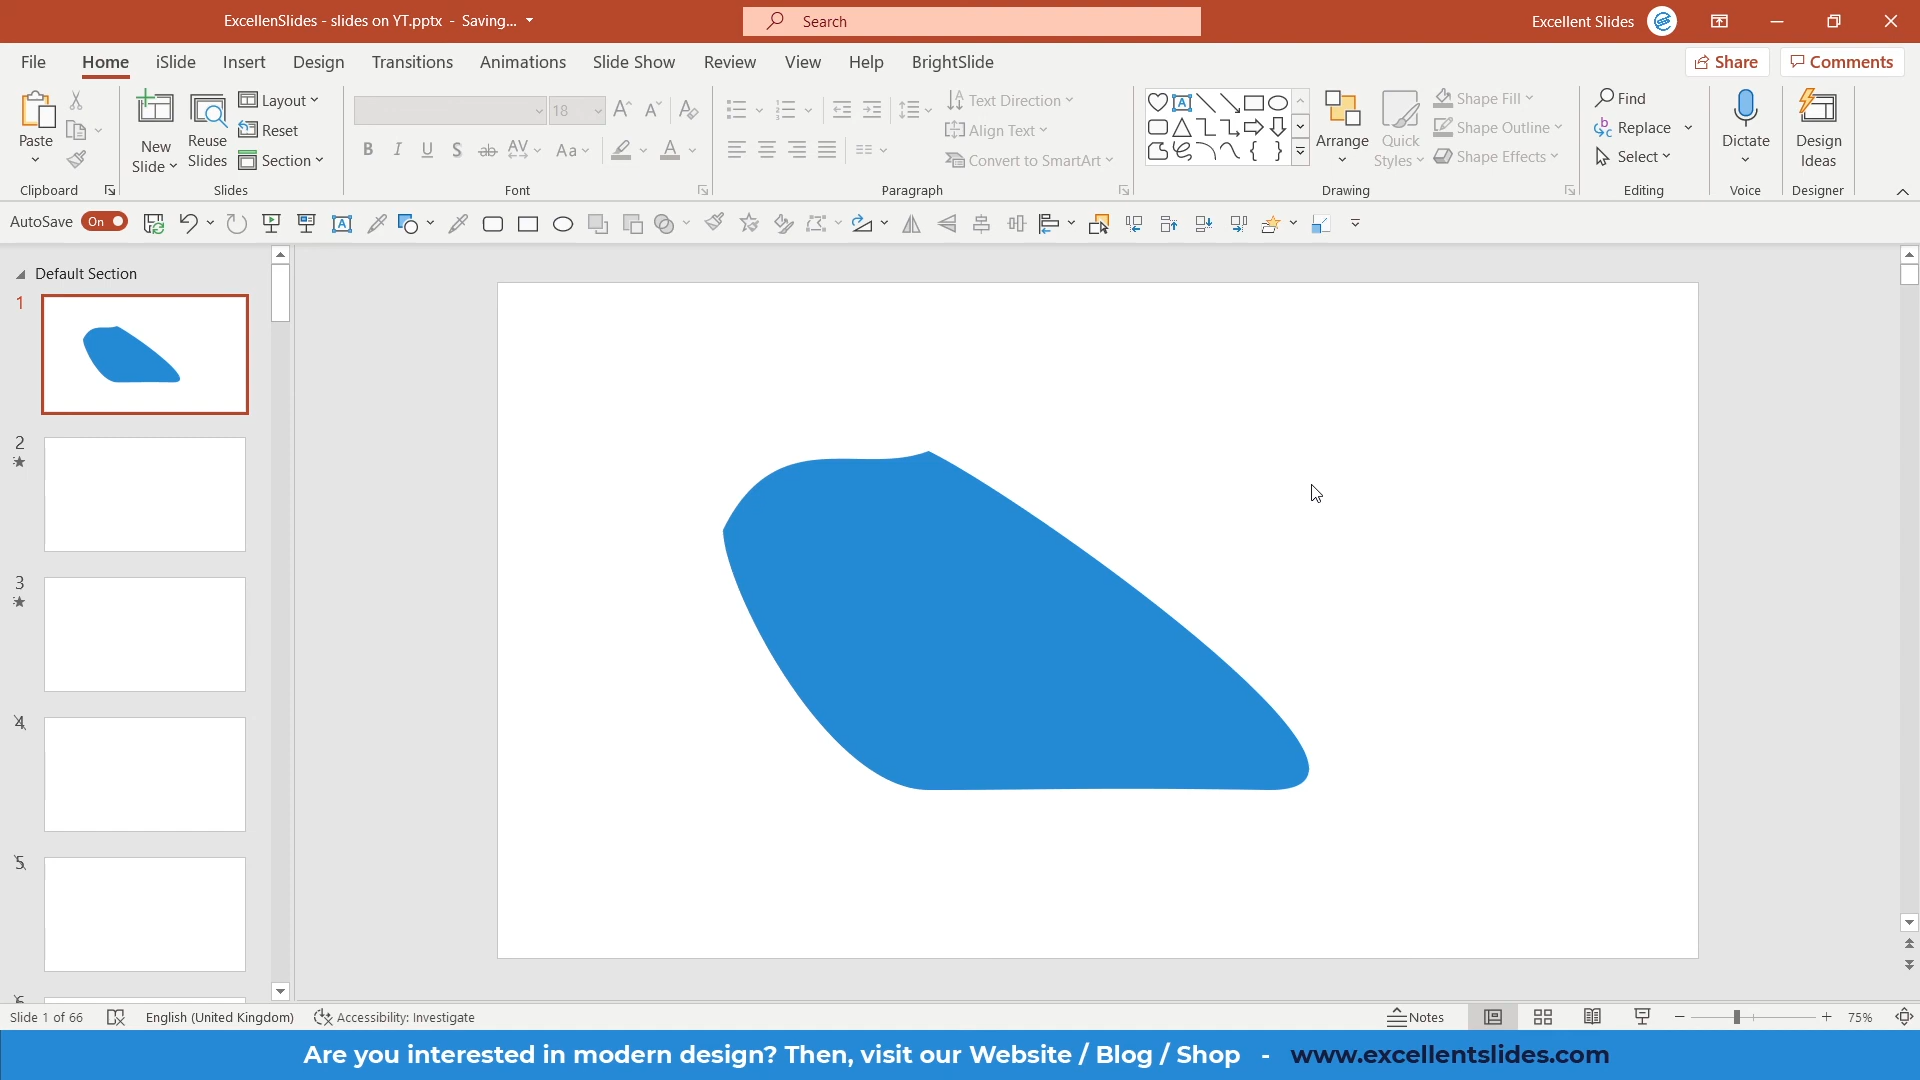 ExcellenSlides - slides on YT.pptx - Saving...
Search
Excellent Slides
File Home iSlide Insert Design Transitions Animations Slide Show Review View Help BrightSlide
Share Comments
Paste
New Slide
Reuse Slides
Layout
Reset
Section
18
B I U S ab AV Aa A
Text Direction
Align Text
Convert to SmartArt
Arrange
Quick Styles
Shape Fill
Shape Outline
Shape Effects
Find
Replace
Select
Dictate
Design Ideas
Clipboard Slides Font Paragraph Drawing Editing Voice Designer
AutoSave On
Default Section
1
2
3
4
5
6
Slide 1 of 66 English (United Kingdom) Accessibility: Investigate Notes 75%
Are you interested in modern design? Then, visit our Website / Blog / Shop - www.excellentslides.com